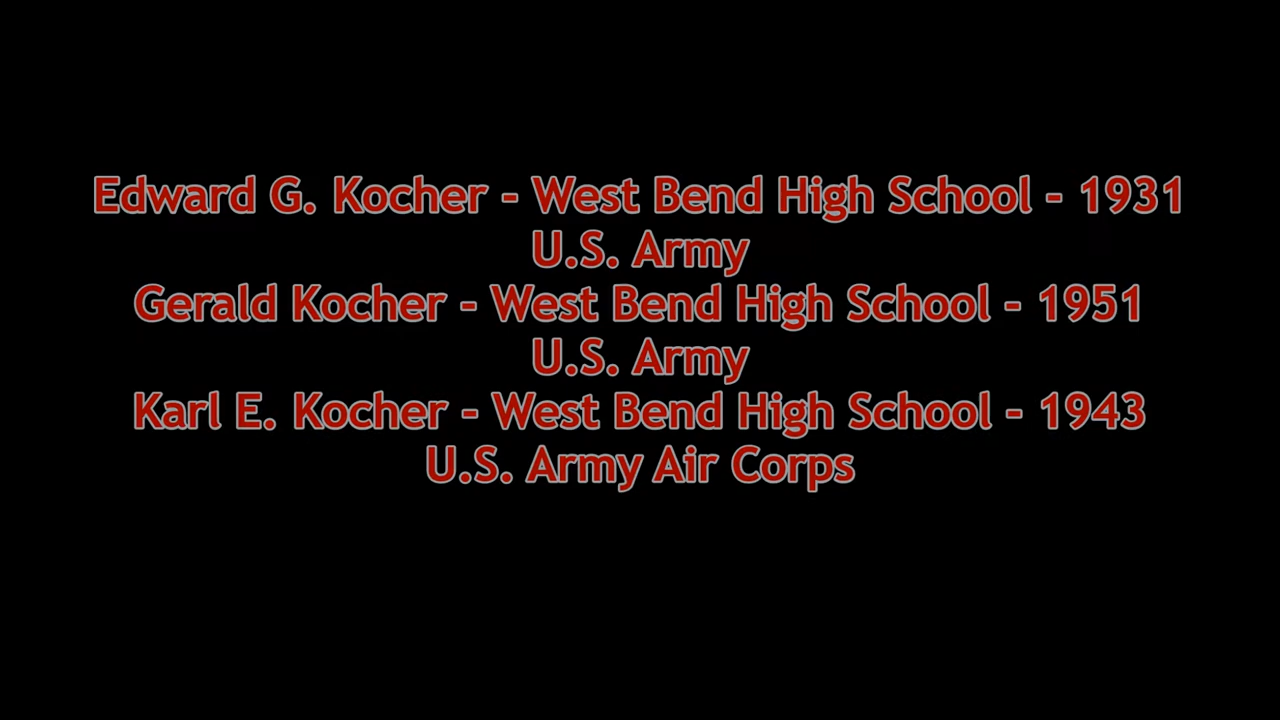 Edward G. Kocher - West Bend High School - 1931
U.S. Army
Gerald Kocher - West Bend High School - 1951
U.S. Army
Karl E. Kocher - West Bend High School - 1943
U.S. Army Air Corps